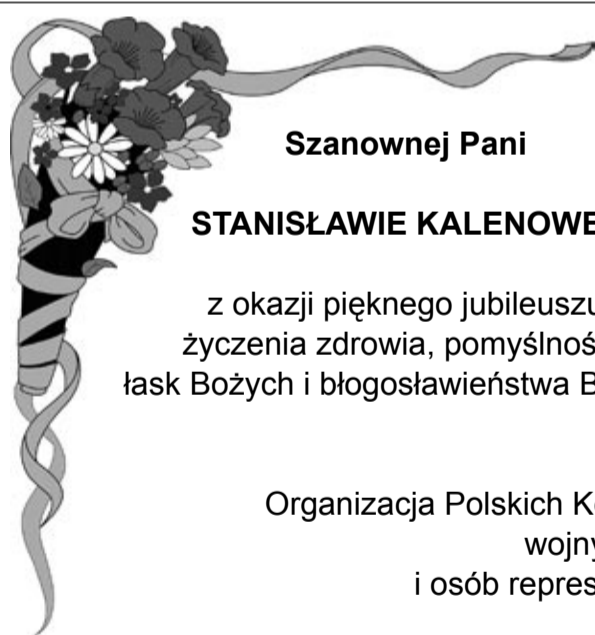 Szanownej Pani
STANISŁAWIE KALENOWE
z okazji pięknego jubileuszu
życzenia zdrowia, pomyślnoś
łask Bożych i błogosławieństwa B
Organizacja Polskich K
wojny
i osób repres